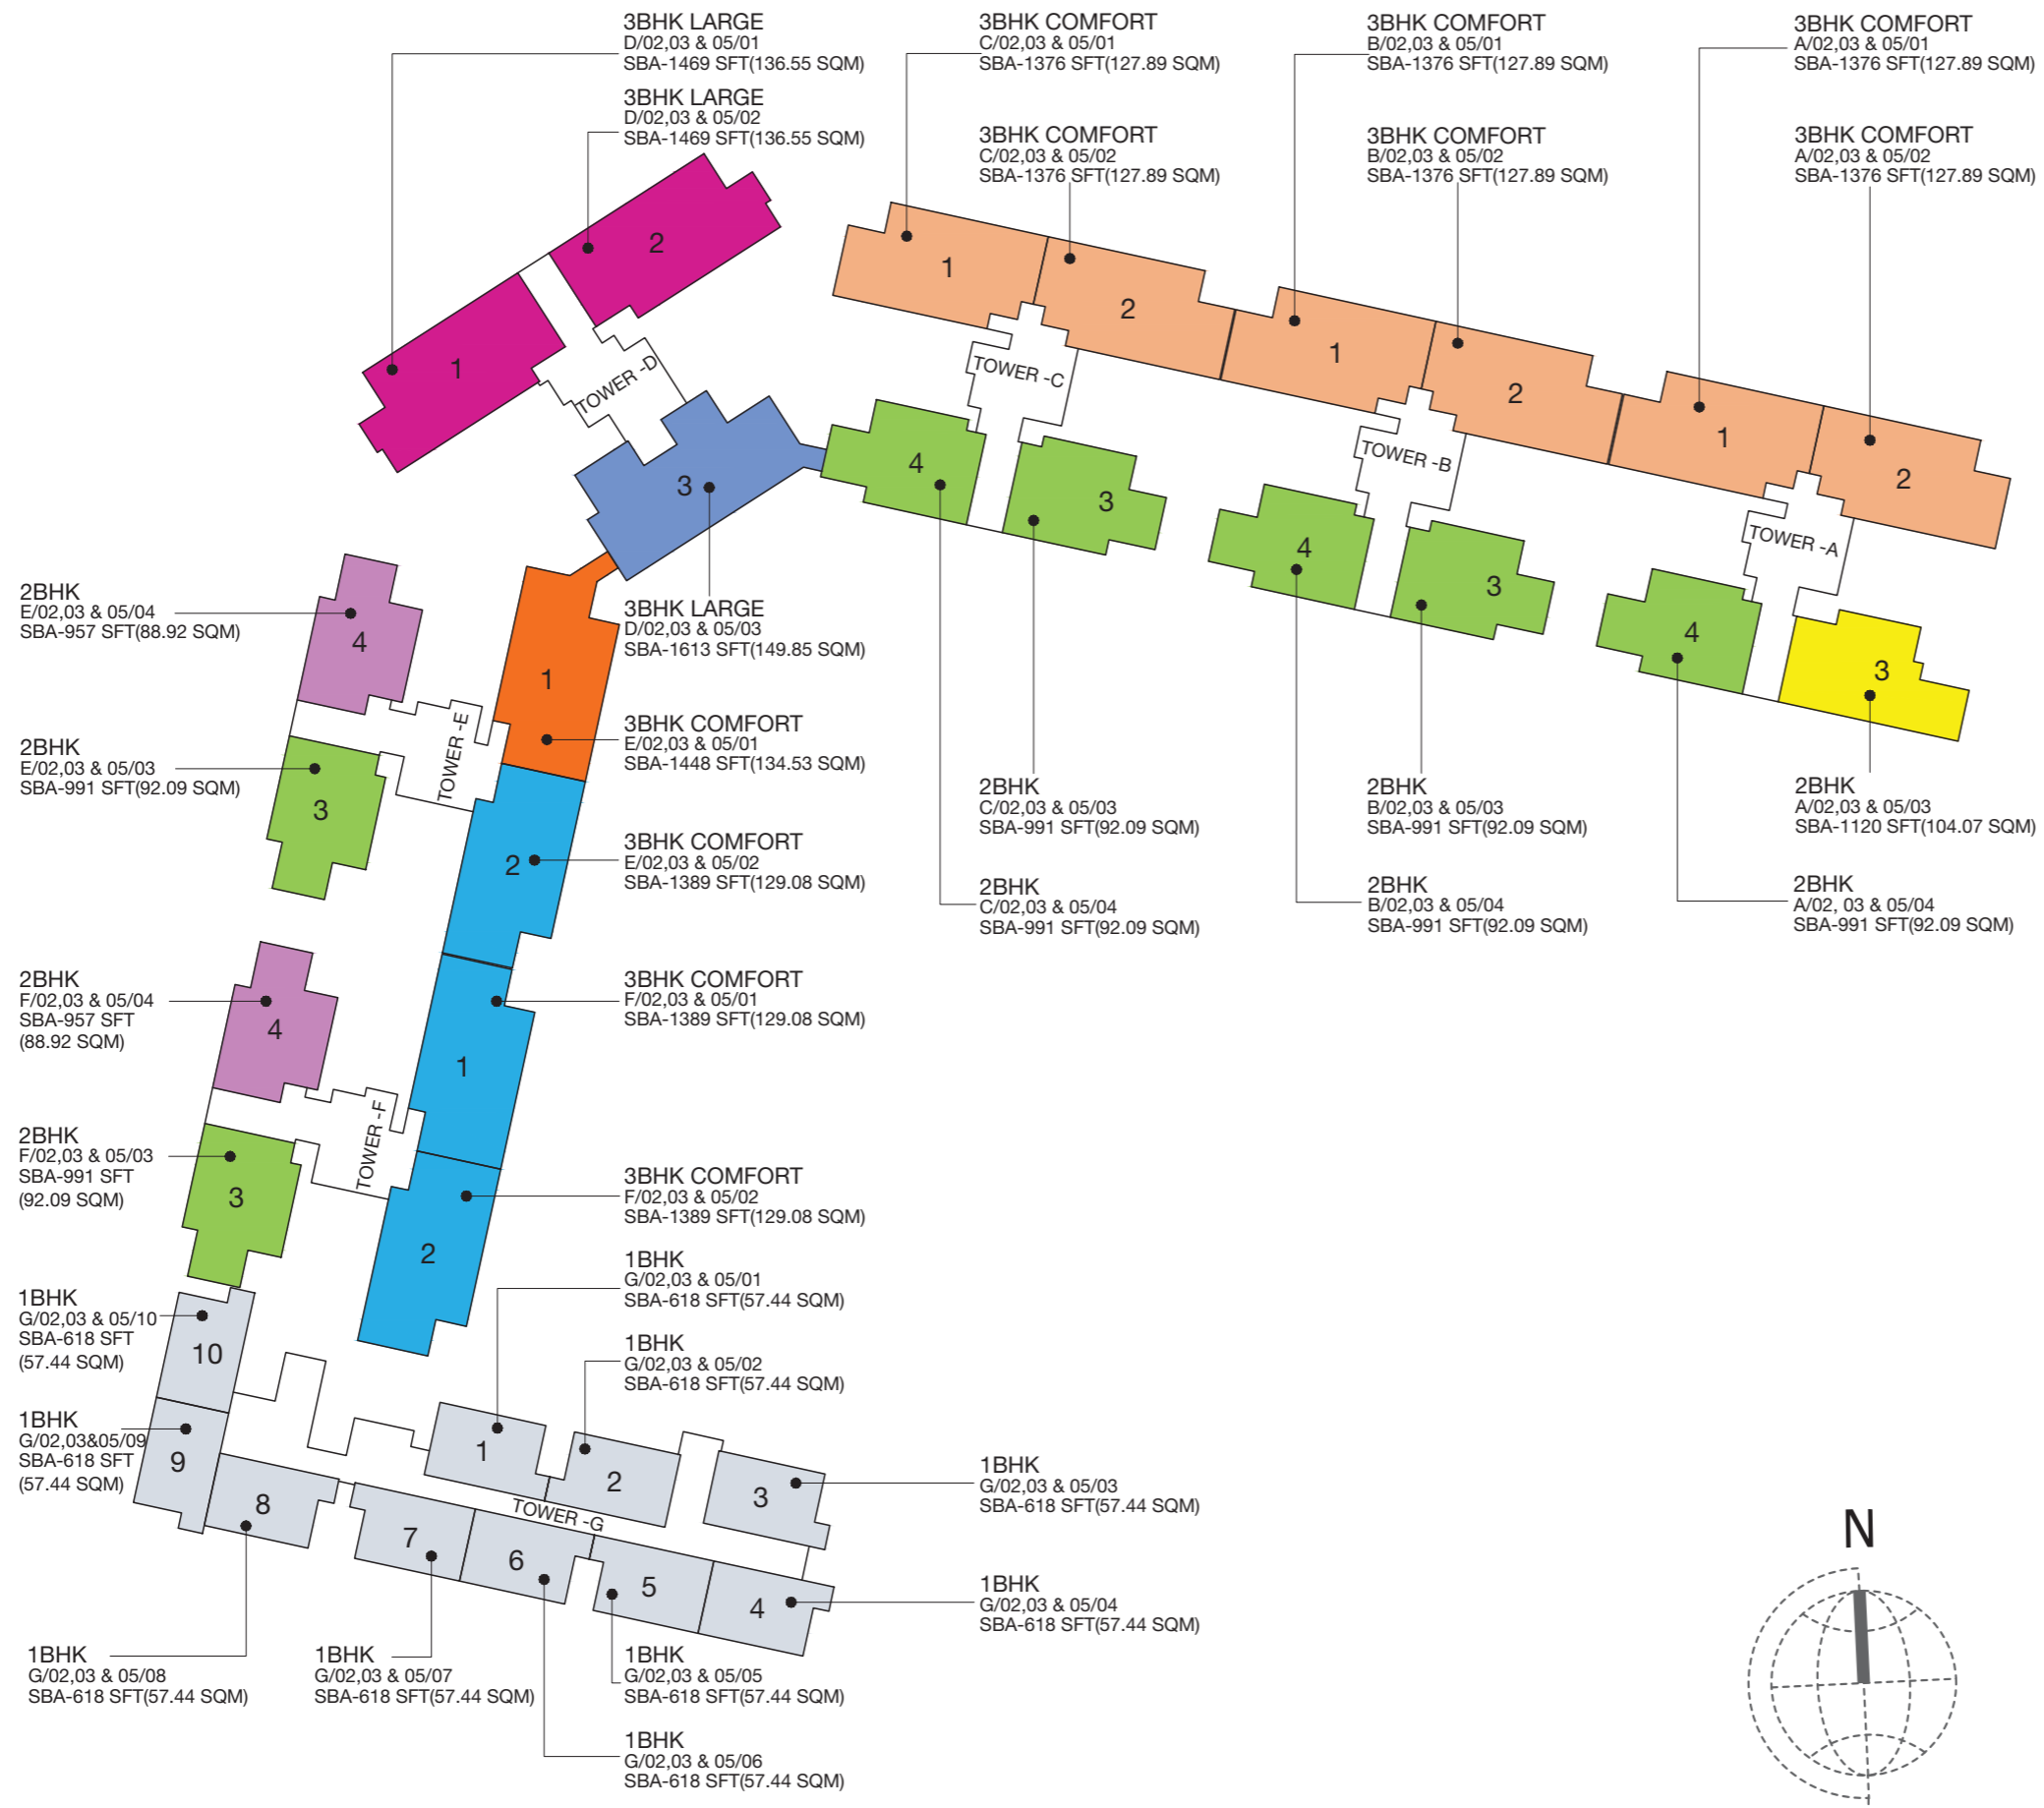 3BHK LARGE
D/02,03 & 05/01
SBA-1469 SFT(136.55 SQM)
3BHK LARGE
D/02,03 & 05/02
SBA-1469 SFT(136.55 SQM)
3BHK COMFORT
C/02,03 & 05/01
SBA-1376 SFT(127.89 SQM)
3BHK COMFORT
C/02,03 & 05/02
SBA-1376 SFT(127.89 SQM)
3BHK COMFORT
B/02,03 & 05/01
SBA-1376 SFT(127.89 SQM)
3BHK COMFORT
B/02,03 & 05/02
SBA-1376 SFT(127.89 SQM)
3BHK COMFORT
A/02,03 & 05/01
SBA-1376 SFT(127.89 SQM)
3BHK COMFORT
A/02,03 & 05/02
SBA-1376 SFT(127.89 SQM)
2
1
TOWER -D
3
1
2
TOWER -C
4
3
1
2
TOWER -B
4
3
1
2
TOWER -A
4
3
2BHK
E/02,03 & 05/04
SBA-957 SFT(88.92 SQM)
4
2BHK
E/02,03 & 05/03
SBA-991 SFT(92.09 SQM)
3
TOWER -E
1
2
3BHK LARGE
D/02,03 & 05/03
SBA-1613 SFT(149.85 SQM)
3BHK COMFORT
E/02,03 & 05/01
SBA-1448 SFT(134.53 SQM)
3BHK COMFORT
E/02,03 & 05/02
SBA-1389 SFT(129.08 SQM)
2BHK
C/02,03 & 05/03
SBA-991 SFT(92.09 SQM)
2BHK
C/02,03 & 05/04
SBA-991 SFT(92.09 SQM)
2BHK
B/02,03 & 05/03
SBA-991 SFT(92.09 SQM)
2BHK
B/02,03 & 05/04
SBA-991 SFT(92.09 SQM)
2BHK
A/02,03 & 05/03
SBA-1120 SFT(104.07 SQM)
2BHK
A/02, 03 & 05/04
SBA-991 SFT(92.09 SQM)
2BHK
F/02,03 & 05/04
SBA-957 SFT
(88.92 SQM)
4
2BHK
F/02,03 & 05/03
SBA-991 SFT
(92.09 SQM)
3
TOWER -F
1
2
3BHK COMFORT
F/02,03 & 05/01
SBA-1389 SFT(129.08 SQM)
3BHK COMFORT
F/02,03 & 05/02
SBA-1389 SFT(129.08 SQM)
1BHK
G/02,03 & 05/01
SBA-618 SFT(57.44 SQM)
1BHK
G/02,03 & 05/02
SBA-618 SFT(57.44 SQM)
1BHK
G/02,03 & 05/10
SBA-618 SFT
(57.44 SQM)
10
1BHK
G/02,03&05/09
SBA-618 SFT
(57.44 SQM)
9
8
1
2
3
TOWER -G
7
6
5
4
1BHK
G/02,03 & 05/03
SBA-618 SFT(57.44 SQM)
1BHK
G/02,03 & 05/04
SBA-618 SFT(57.44 SQM)
1BHK
G/02,03 & 05/08
SBA-618 SFT(57.44 SQM)
1BHK
G/02,03 & 05/07
SBA-618 SFT(57.44 SQM)
1BHK
G/02,03 & 05/05
SBA-618 SFT(57.44 SQM)
1BHK
G/02,03 & 05/06
SBA-618 SFT(57.44 SQM)
N